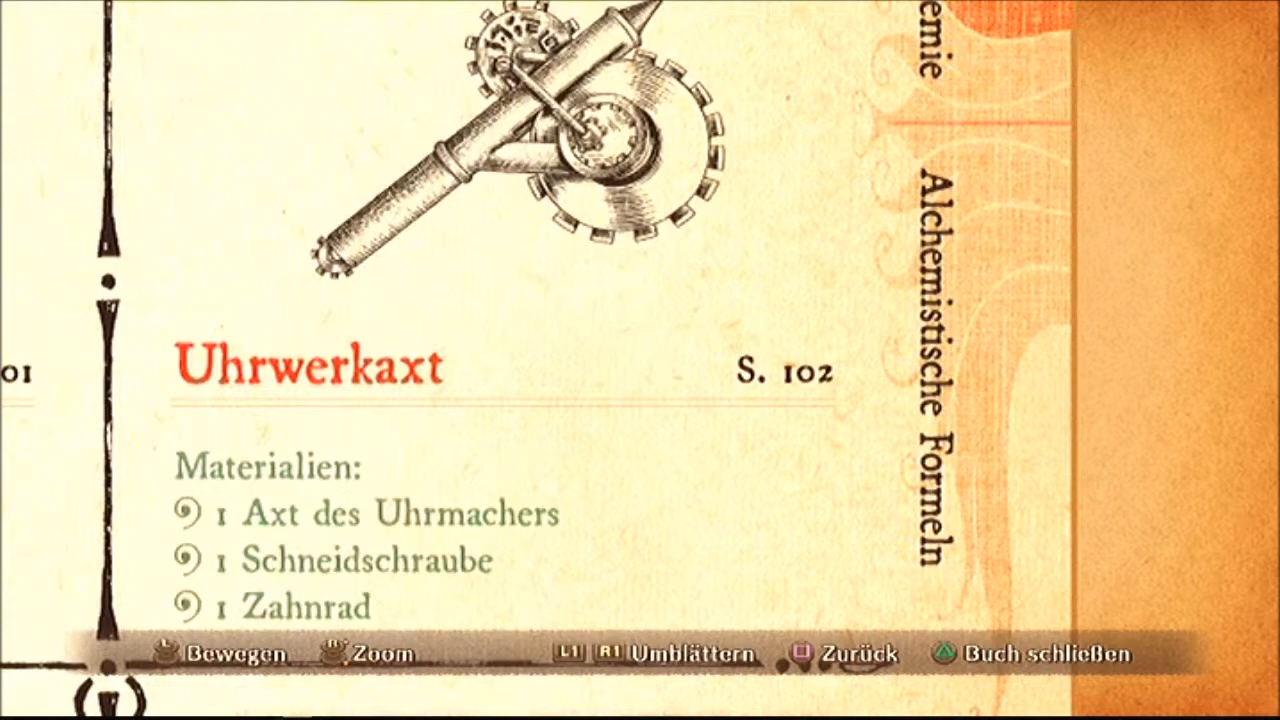 emie
Alchemistische Formeln
01
Uhrwerkaxt
S. 102
Materialien:
1 Axt des Uhrmachers
1 Schneidschraube
1 Zahnrad
Bewegen
Zoom
L1 R1 Umblättern
Zurück
Buch schließen